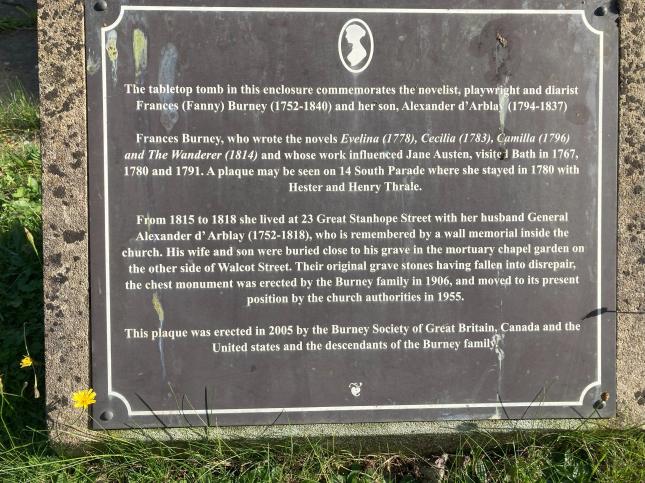 The tabletop tomb in this enclosure commemorates the novelist, playwright and diarist
Frances (Fanny) Burney (1752-1840) and her son, Alexander d'Arblay (1794-1837)
Frances Burney, who wrote the novels Evelina (1778), Cecilia (1783), Camilla (1796)
and The Wanderer (1814) and whose work influenced Jane Austen, visited Bath in 1767,
1780 and 1791. A plaque may be seen on 14 South Parade where she stayed in 1780 with
Hester and Henry Thrale.
From 1815 to 1818 she lived at 23 Great Stanhope Street with her husband General
Alexander d' Arblay (1752-1818), who is remembered by a wall memorial inside the
church. His wife and son were buried close to his grave in the mortuary chapel garden on
the other side of Walcot Street. Their original grave stones having fallen into disrepair,
the chest monument was erected by the Burney family in 1906, and moved to its present
position by the church authorities in 1955.
This plaque was erected in 2005 by the Burney Society of Great Britain, Canada and the
United states and the descendants of the Burney family.